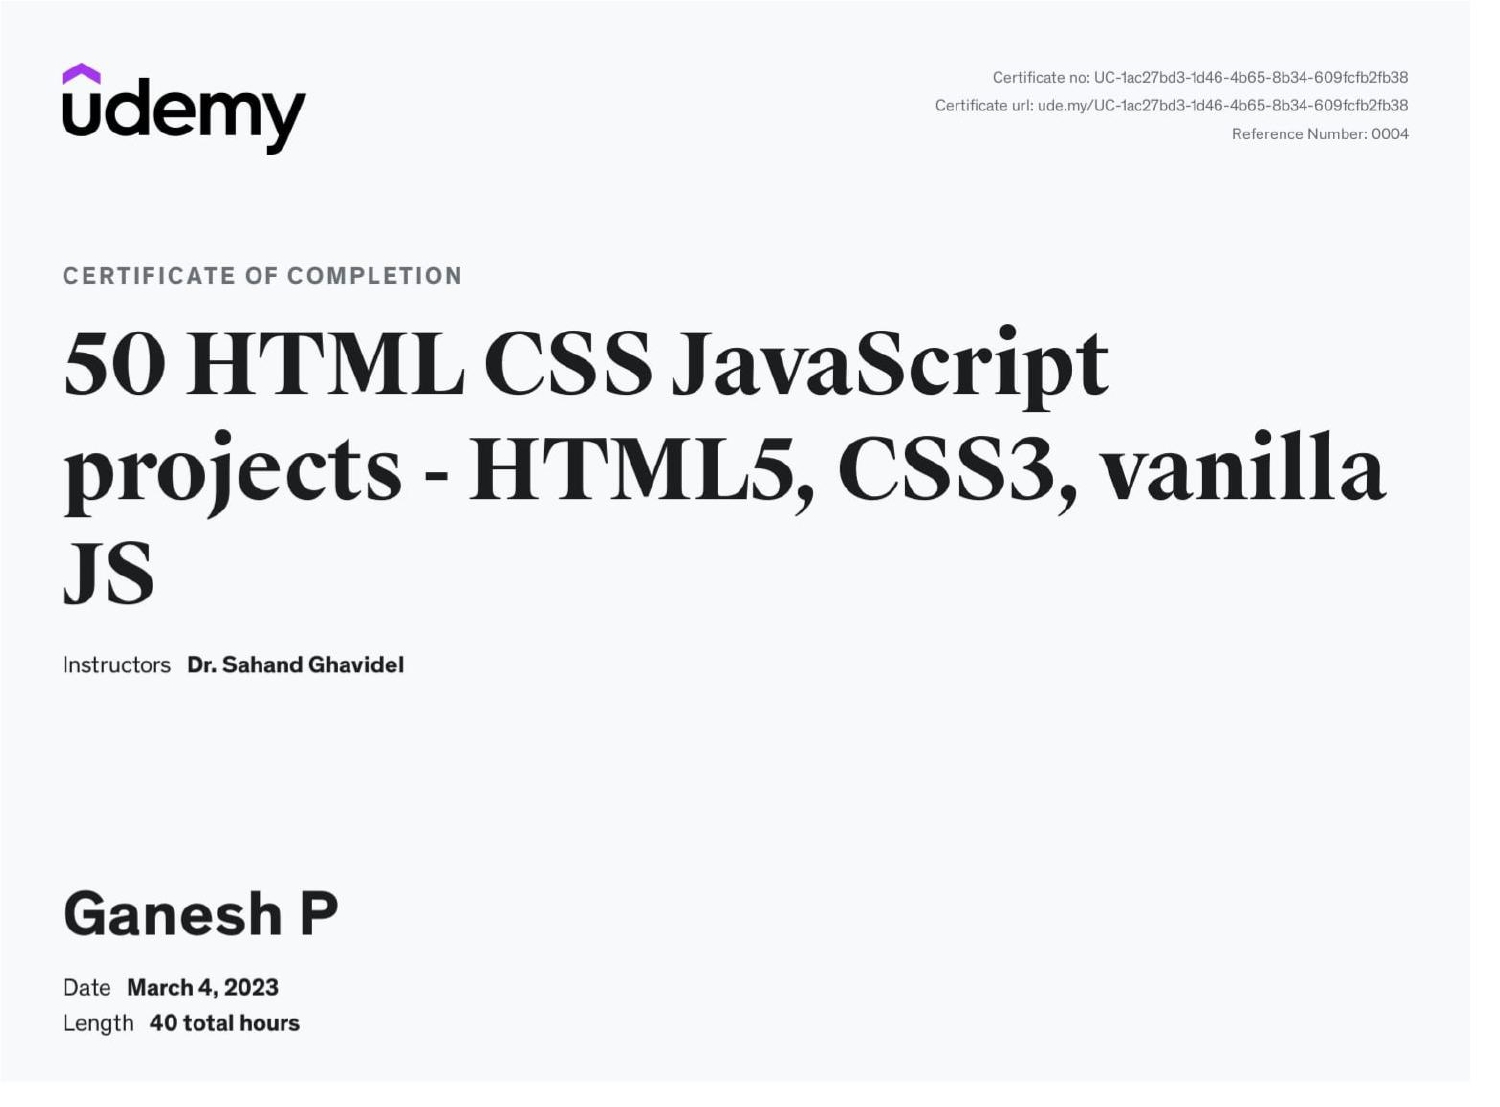 udemy
Certificate no: UC-1ac27bd3-1d46-4b65-8b34-609fcfb2fb38
Certificate url: ude.my/UC-1ac27bd3-1d46-4b65-8b34-609fcfb2fb38
Reference Number: 0004
CERTIFICATE OF COMPLETION
50 HTML CSS JavaScript
projects - HTML5, CSS3, vanilla
JS
Instructors Dr. Sahand Ghavidel
Ganesh P
Date March 4, 2023
Length 40 total hours